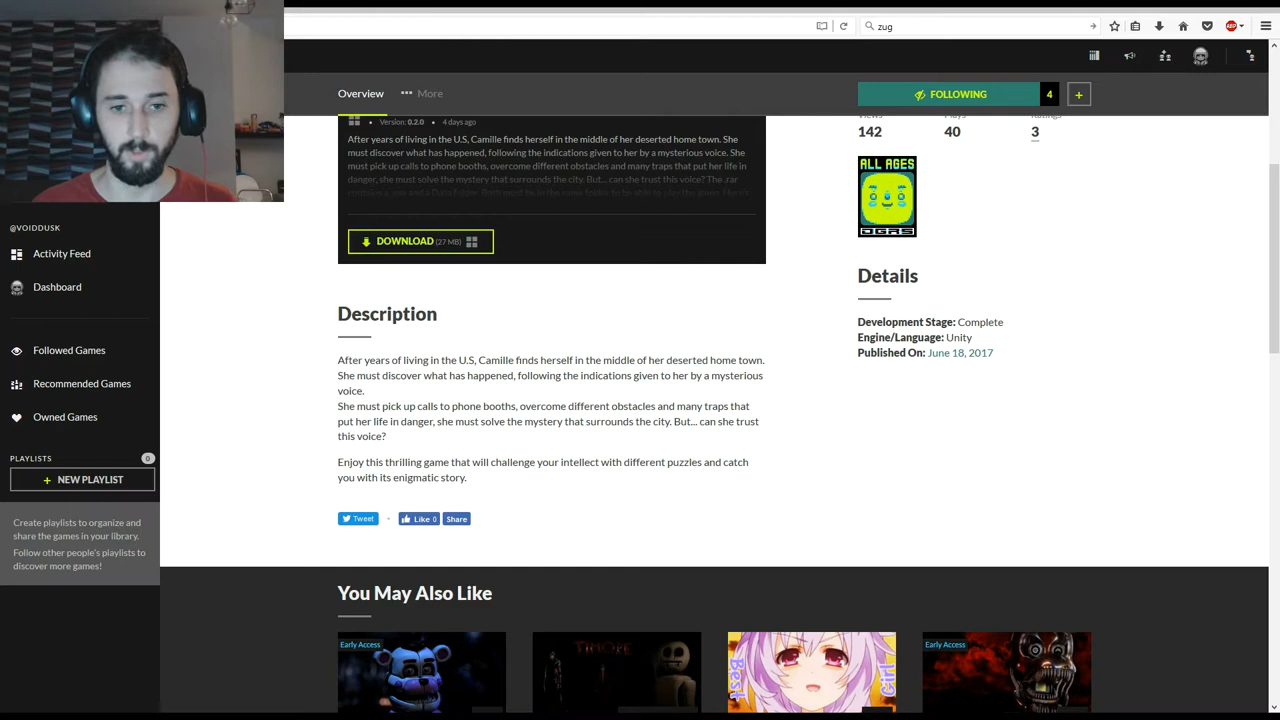 zug
Overview
More
FOLLOWING
4
+
Version: 0.2.0 • 4 days ago
142
40
3
After years of living in the U.S, Camille finds herself in the middle of her deserted home town. She
must discover what has happened, following the indications given to her by a mysterious voice. She
must pick up calls to phone booths, overcome different obstacles and many traps that put her life in
danger, she must solve the mystery that surrounds the city. But... can she trust this voice? The .rar
DOWNLOAD (27 MB)
ALL AGES
DGRS
@VOIDDUSK
Activity Feed
Dashboard
Followed Games
Recommended Games
Owned Games
PLAYLISTS
0
+ NEW PLAYLIST
Create playlists to organize and
share the games in your library.
Follow other people's playlists to
discover more games!
Details
Development Stage: Complete
Engine/Language: Unity
Published On: June 18, 2017
Description
After years of living in the U.S, Camille finds herself in the middle of her deserted home town.
She must discover what has happened, following the indications given to her by a mysterious
voice.
She must pick up calls to phone booths, overcome different obstacles and many traps that
put her life in danger, she must solve the mystery that surrounds the city. But... can she trust
this voice?
Enjoy this thrilling game that will challenge your intellect with different puzzles and catch
you with its enigmatic story.
Tweet
Like 0
Share
You May Also Like
Early Access
Best
Girl
Early Access
ABP